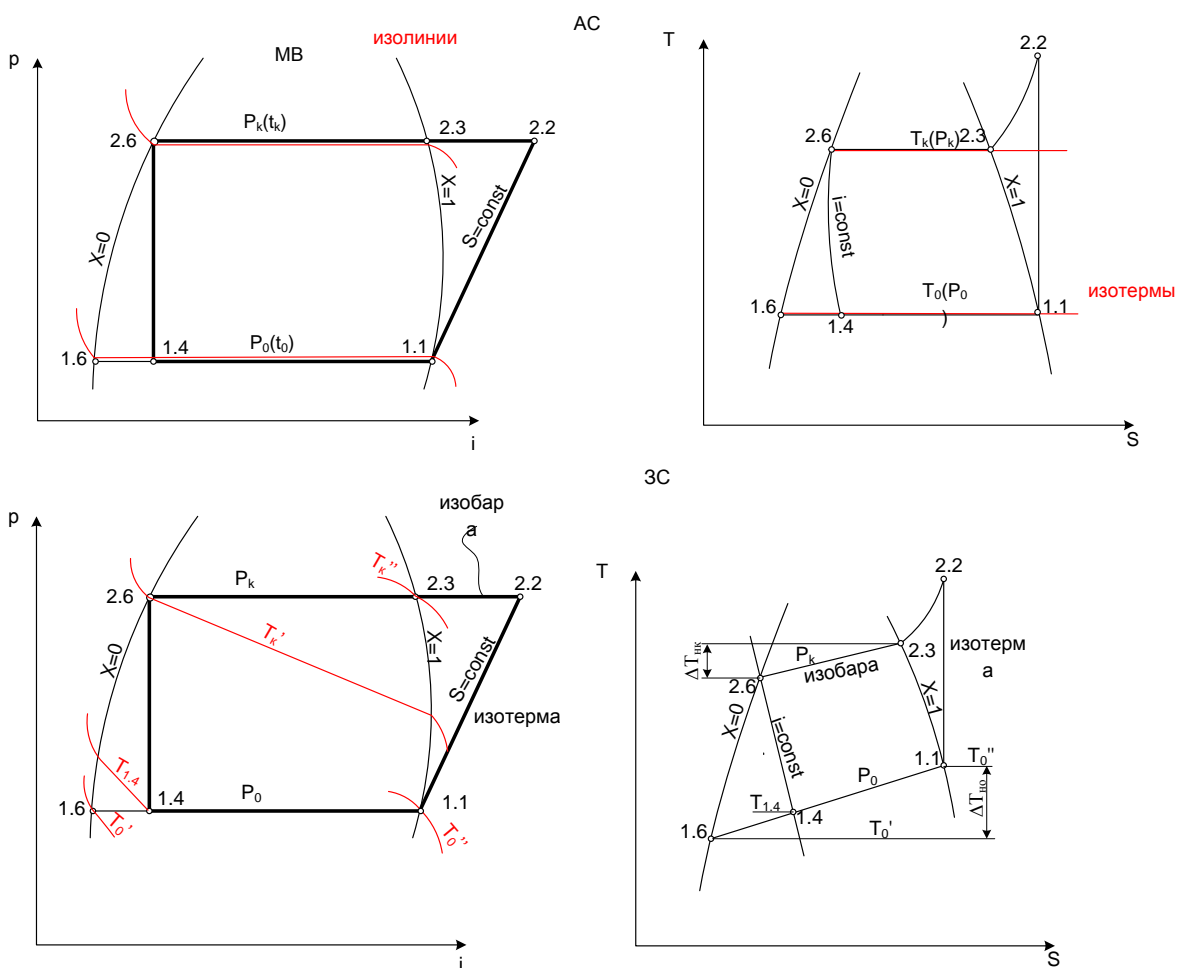 АС
изолинии
МВ
p
T
2.2
Pk(tk)
2.3
2.2
2.6
2.6
Tk(Pk)
2.3
X=1
X=0
X=1
S=const
X=0
i=const
изотермы
T0(P0
)
1.6
1.4
1.1
P0(t0)
1.1
1.6
1.4
i
S
ЗС
изобар
а
p
T
Tк''
2.3
2.2
2.2
Pk
2.6
Tк'
X=1
X=0
S=const
изотерма
ΔTнк
Pk
изобара
2.3
изотерм
а
2.6
X=0
X=1
i=const
1.1
T0''
P0
ΔTно
T1.4
1.4
1.6
T0'
T1.4
1.6
1.4
P0
1.1
T0'
T0''
i
S